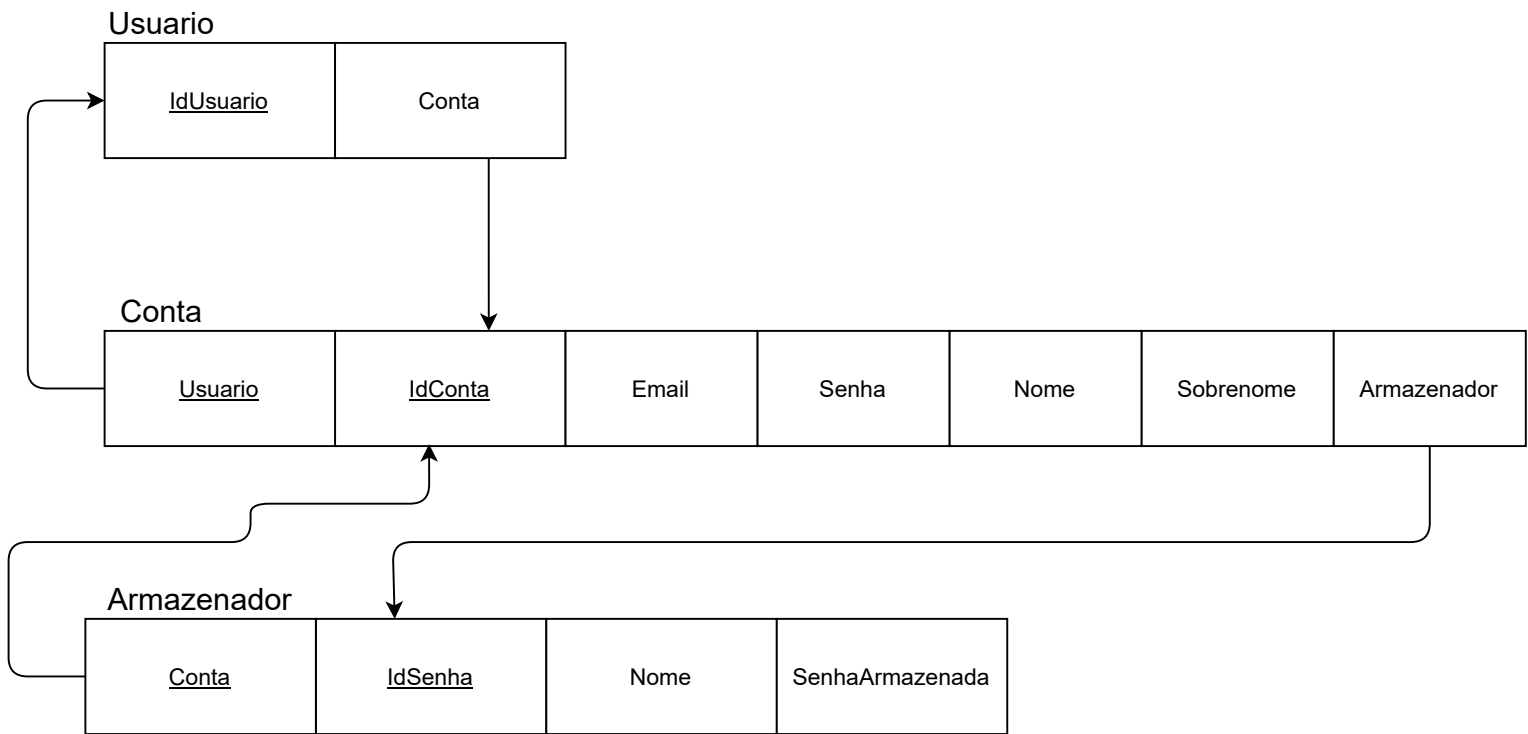 Usuario
IdUsuario Conta
Conta
Usuario IdConta Email Senha Nome Sobrenome Armazenador
Armazenador
Conta IdSenha Nome SenhaArmazenada